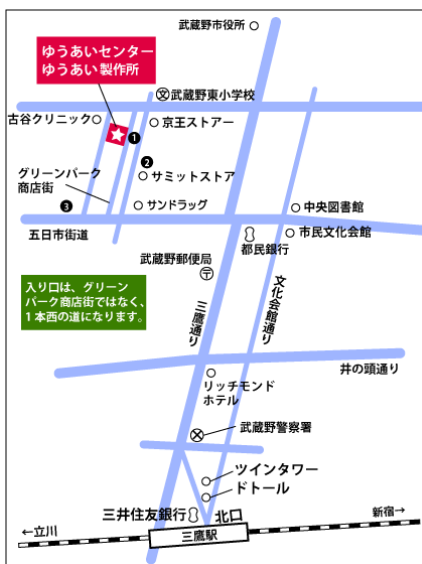 武蔵野市役所
ゆうあいセンター
ゆうあい製作所
武蔵野東小学校
文
古谷クリニック
京王ストアー
1
2
グリーンパーク
商店街
サミットストア
3
サンドラッグ
中央図書館
五日市街道
市民文化会館
都民銀行
武蔵野郵便局
〒
入り口は、グリーン
パーク商店街ではなく、
1本西の道になります。
三鷹通り
文化会館通り
井の頭通り
リッチモンド
ホテル
武蔵野警察署
ツインタワー
ドトール
三井住友銀行
北口
新宿→
←立川
三鷹駅